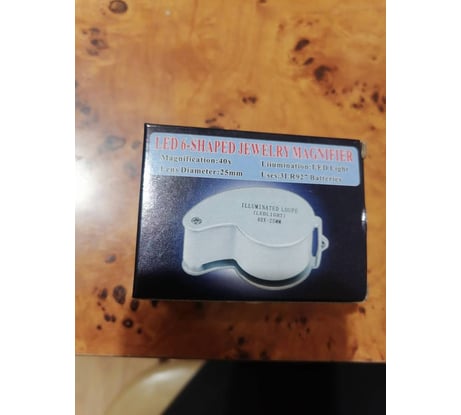 LED 6-SHAPED JEWELRY MAGNIFIER
Magnification:40x
Illumination:LED Light
Lens Diameter:25mm
Uses:3LR927 Batteries
ILLUMINATED LOUPE
(LEDLIGHT)
40X-25MM